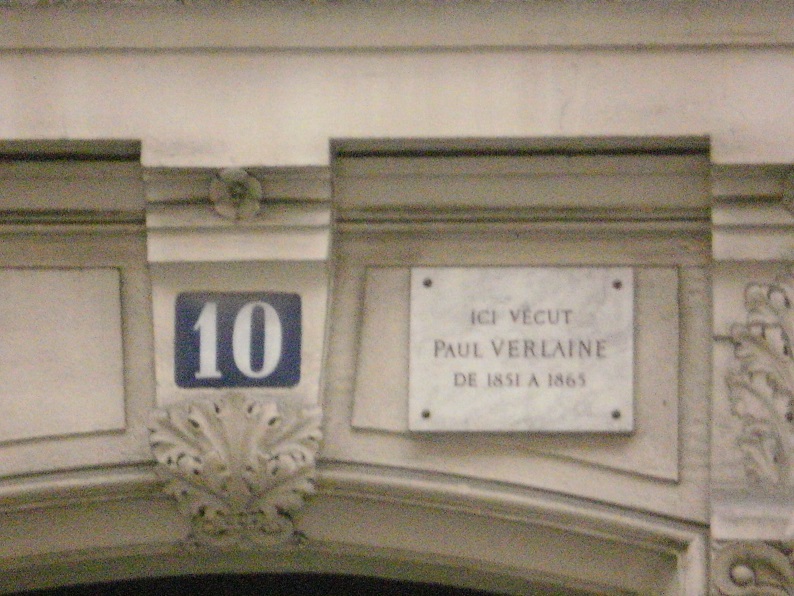 10
ICI VÉCUT
PAUL VERLAINE
DE 1851 A 1865